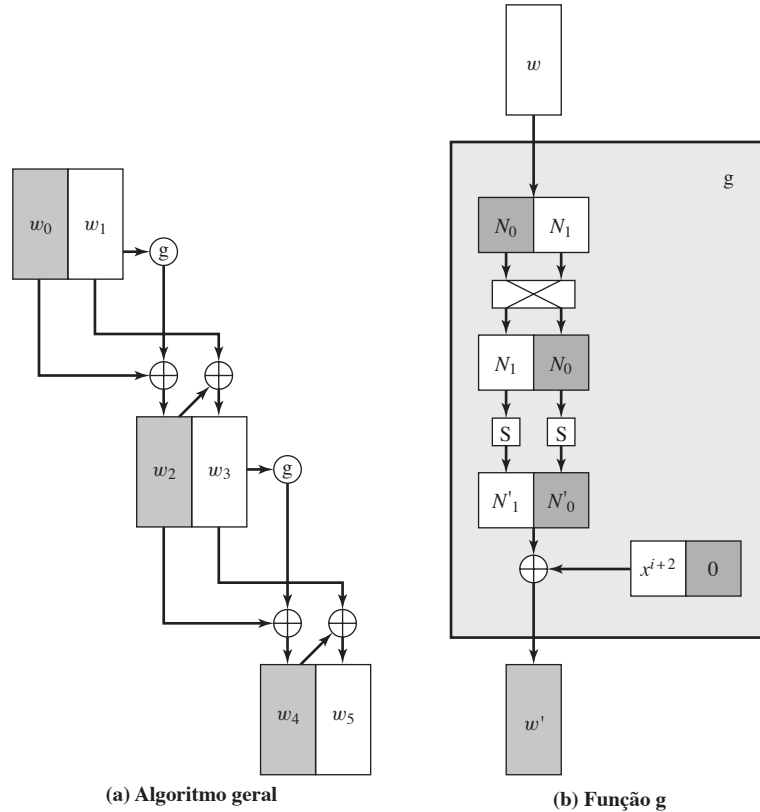 w0 w1
g
w2 w3
g
w4 w5
(a) Algoritmo geral
w
g
N0 N1
N1 N0
S S
N'1 N'0
x^i+2 0
w'
(b) Função g